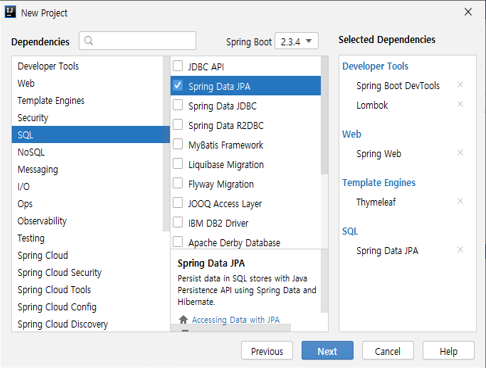 New Project
Dependencies
Spring Boot 2.3.4
Selected Dependencies
Developer Tools
Web
Template Engines
Security
SQL
NoSQL
Messaging
I/O
Ops
Observability
Testing
Spring Cloud
Spring Cloud Security
Spring Cloud Tools
Spring Cloud Config
Spring Cloud Discovery
JDBC API
Spring Data JPA
Spring Data JDBC
Spring Data R2DBC
MyBatis Framework
Liquibase Migration
Flyway Migration
JOOQ Access Layer
IBM DB2 Driver
Apache Derby Database
Spring Data JPA
Persist data in SQL stores with Java
Persistence API using Spring Data and
Hibernate.
Accessing Data with JPA
Developer Tools
Spring Boot DevTools
Lombok
Web
Spring Web
Template Engines
Thymeleaf
SQL
Spring Data JPA
Previous
Next
Cancel
Help